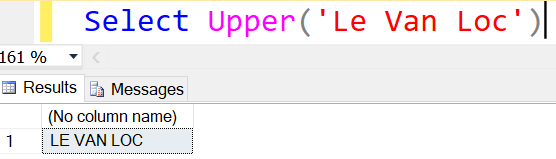 Select Upper('Le Van Loc')
161 %
Results Messages
(No column name)
1 LE VAN LOC